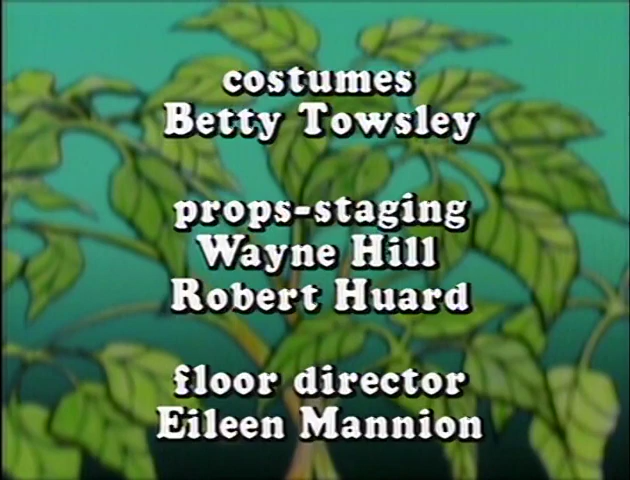 costumes
Betty Towsley
props-staging
Wayne Hill
Robert Huard
floor director
Eileen Mannion